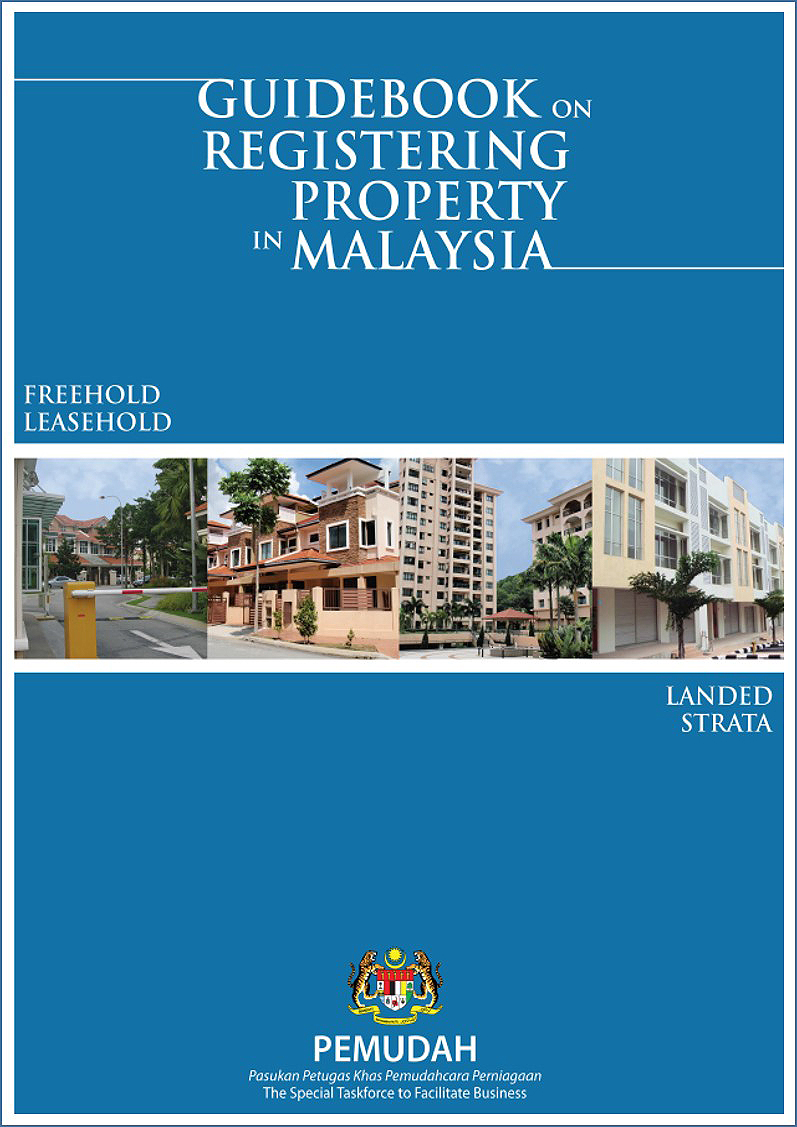 GUIDEBOOK ON
REGISTERING
PROPERTY
IN MALAYSIA
FREEHOLD
LEASEHOLD
LANDED
STRATA
PEMUDAH
Pasukan Petugas Khas Pemudahcara Perniagaan
The Special Taskforce to Facilitate Business